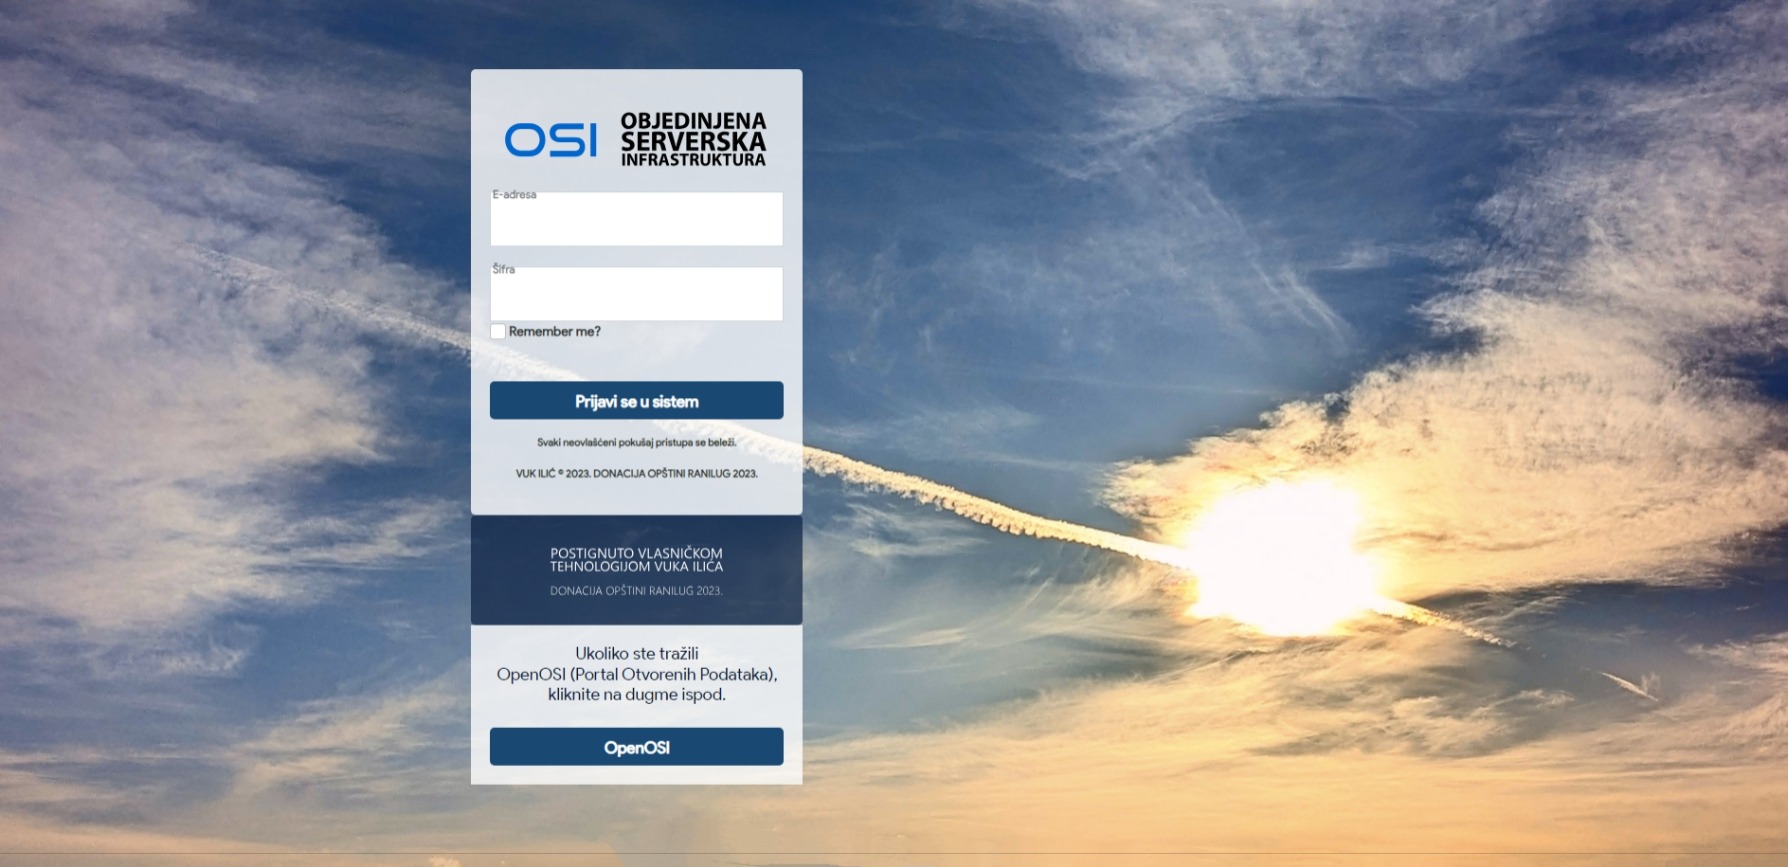 OSI
OBJEDINJENA
SERVERSKA
INFRASTRUKTURA
E-adresa
Šifra
Remember me?
Prijavi se u sistem
Svaki neovlašćeni pokušaj pristupa se beleži.
VUK ILIĆ © 2023. DONACIJA OPŠTINI RANILUG 2023.
POSTIGNUTO VLASNIČKOM
TEHNOLOGIJOM VUKA ILIĆA
DONACIJA OPŠTINI RANILUG 2023.
Ukoliko ste tražili
OpenOSI (Portal Otvorenih Podataka),
kliknite na dugme ispod.
OpenOSI